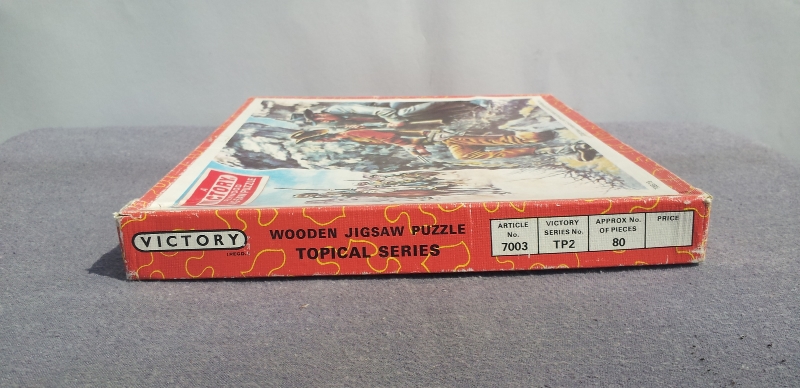 A
VICTORY
VICTORY
(REGD.)
WOODEN JIGSAW PUZZLE
TOPICAL SERIES
ARTICLE No. 7003
VICTORY SERIES No. TP2
APPROX No. OF PIECES 80
PRICE